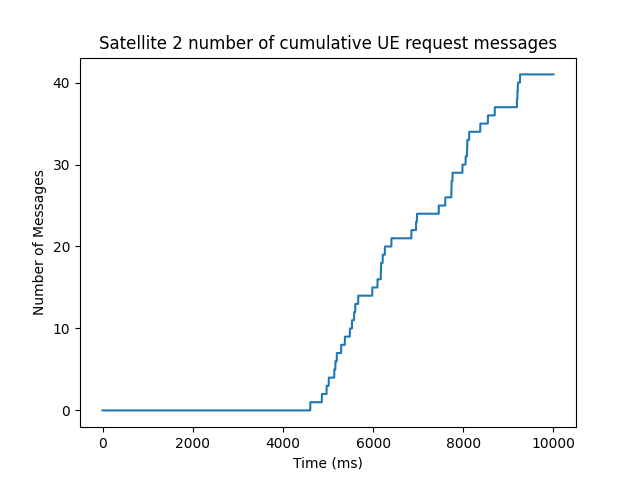 Satellite 2 number of cumulative UE request messages
40
30
20
10
0
Number of Messages
0 2000 4000 6000 8000 10000
Time (ms)